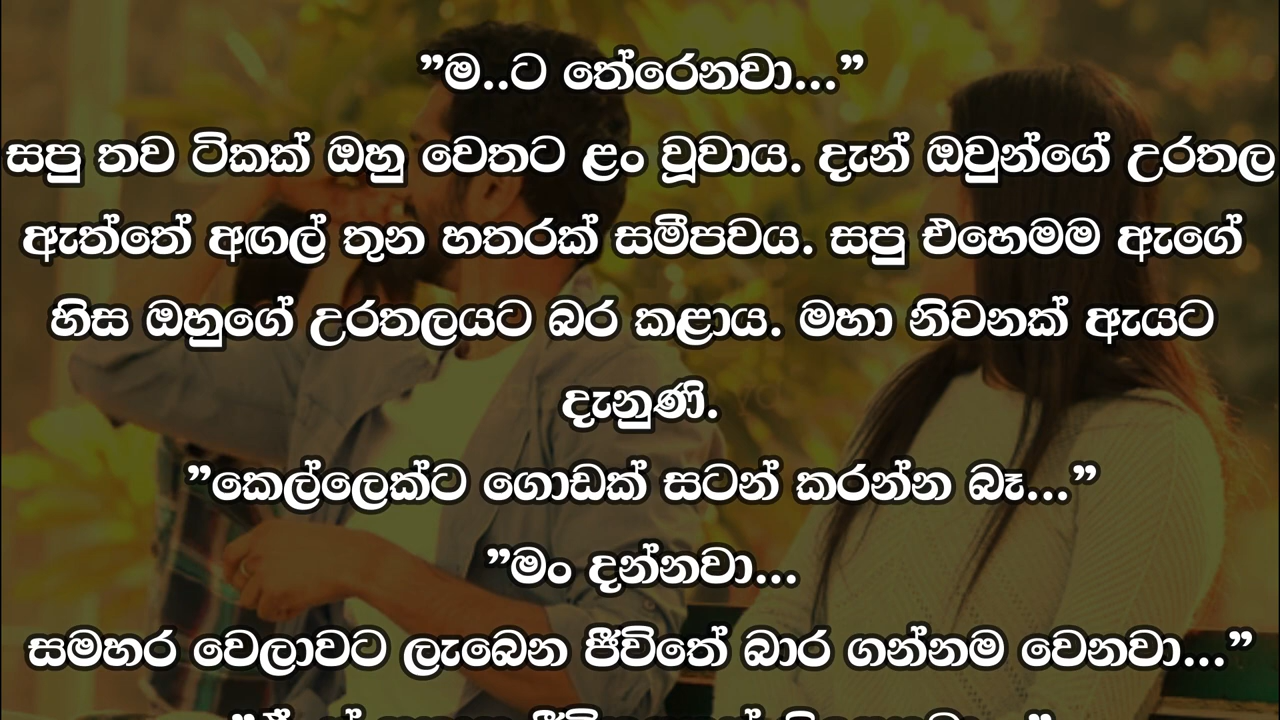 ”ම..ට තේරෙනවා...”
සපු තව ටිකක් ඔහු වෙතට ළං වූවාය. දැන් ඔවුන්ගේ උරතල
ඇත්තේ අඟල් තුන හතරක් සමීපවය. සපු එහෙමම ඇගේ
හිස ඔහුගේ උරතලයට බර කළාය. මහා නිවනක් ඇයට
දැනුණි.
”කෙල්ලෙක්ට ගොඩක් සටන් කරන්න බෑ...”
”මං දන්නවා...
සමහර වෙලාවට ලැබෙන ජීවිතේ බාර ගන්නම වෙනවා...”